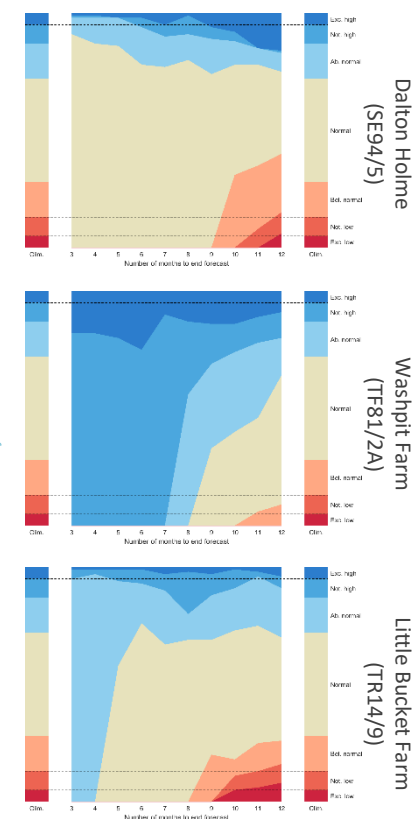 Exc. high
Not. high
Ab. normal
Normal
Bel. normal
Not. low
Exc. low
Clim.
3 4 5 6 7 8 9 10 11 12
Clim.
Number of months to end forecast
Dalton Holme
(SE94/5)
Exc. high
Not. high
Ab. normal
Normal
Bel. normal
Not. low
Exc. low
Clim.
3 4 5 6 7 8 9 10 11 12
Clim.
Number of months to end forecast
Washpit Farm
(TF81/2A)
Exc. high
Not. high
Ab. normal
Normal
Bel. normal
Not. low
Exc. low
Clim.
3 4 5 6 7 8 9 10 11 12
Clim.
Number of months to end forecast
Little Bucket Farm
(TR14/9)